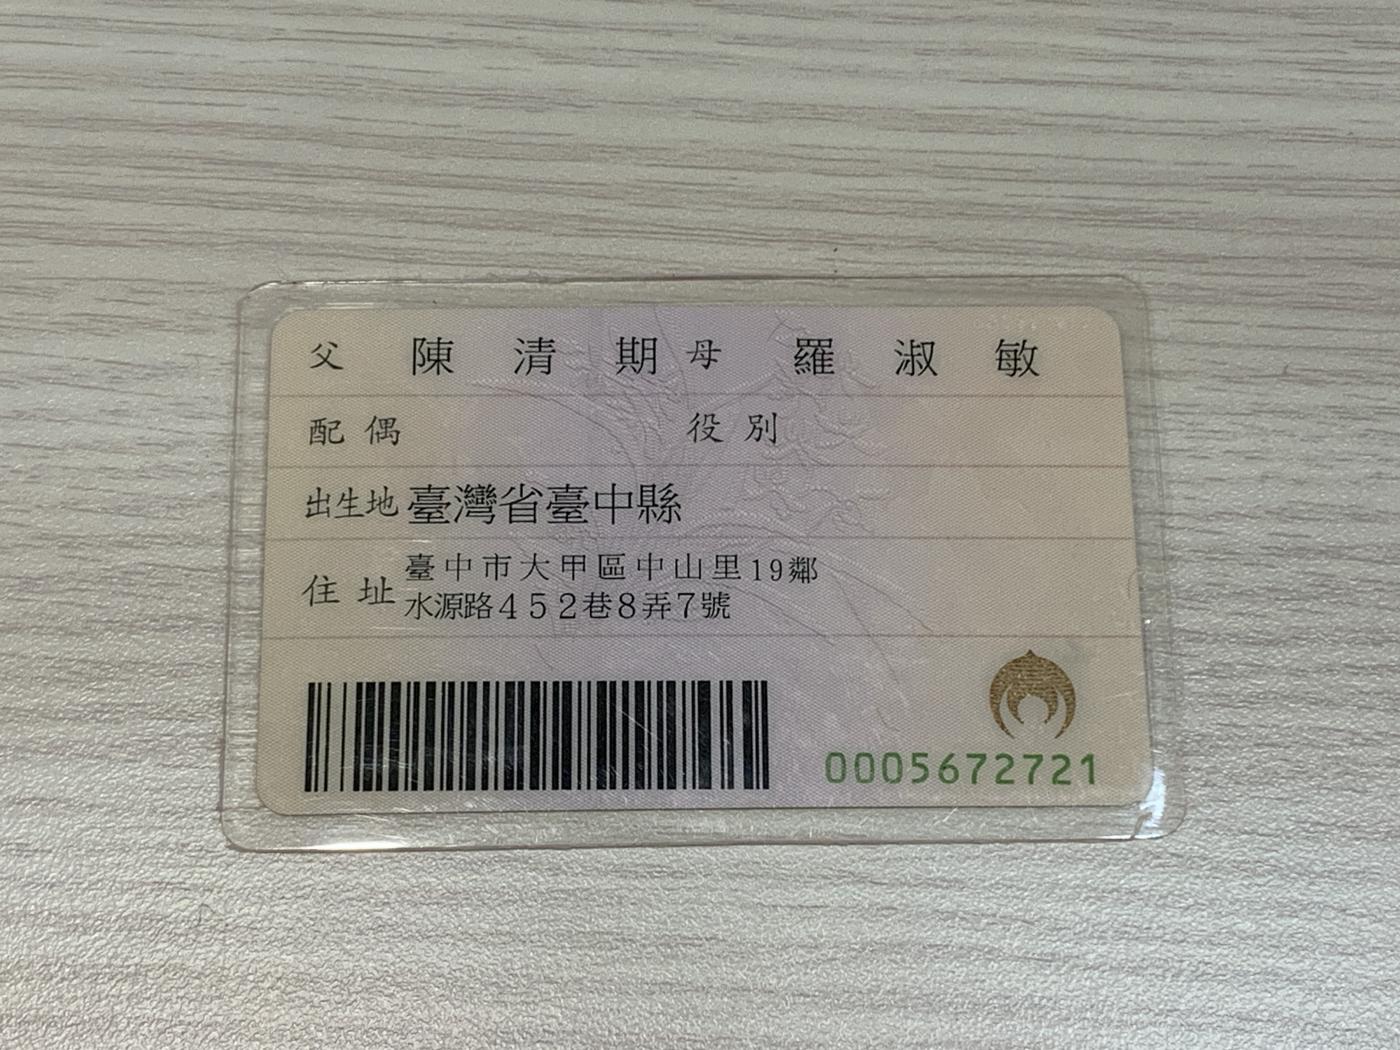 父 陳清期 母 羅淑敏
配偶 役別
出生地 臺灣省臺中縣
住址 臺中市大甲區中山里19鄰
水源路452巷8弄7號
0005672721